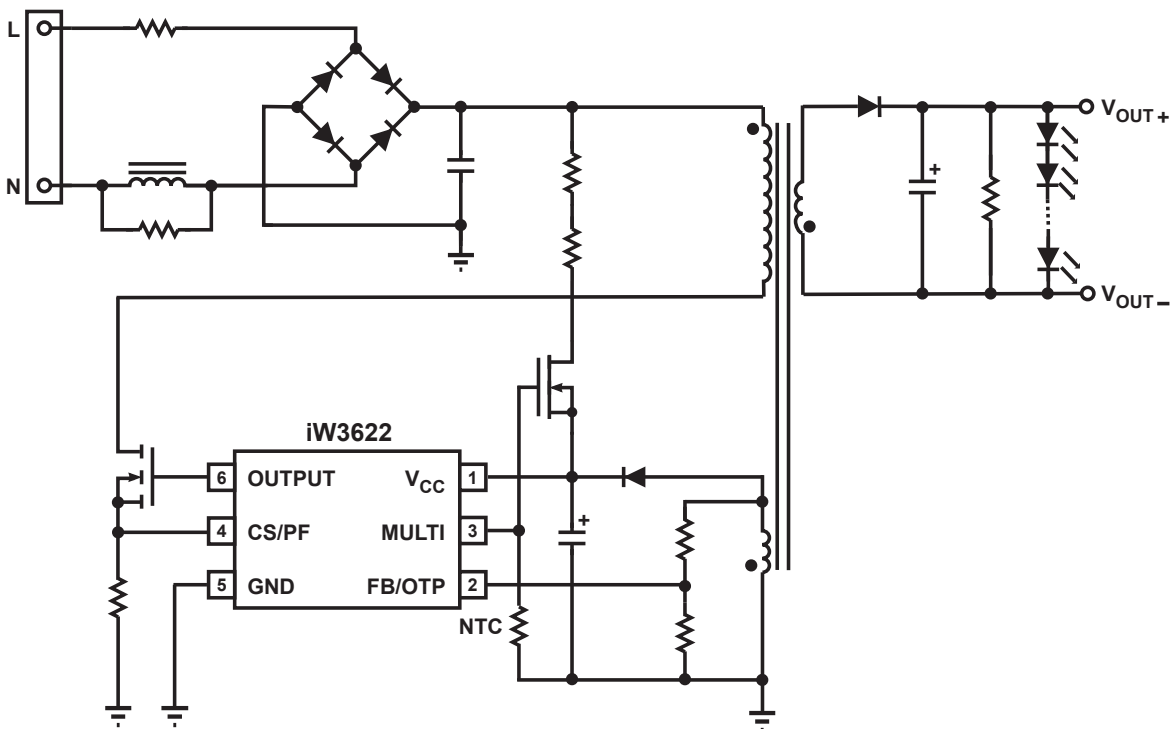 L
N
V_OUT+
+
V_OUT−
iW3622
6 OUTPUT V_CC 1
4 CS/PF MULTI 3
+
5 GND FB/OTP 2
NTC